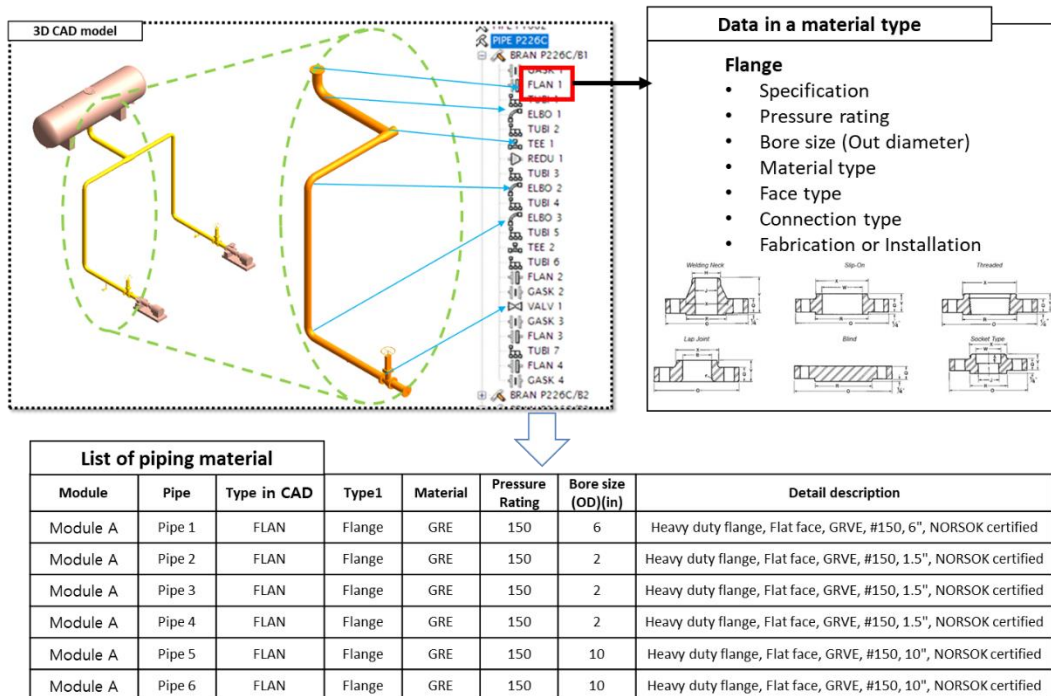 3D CAD model
PIPE P226C
BRAN P226C/B1
GASK 1
FLAN 1
TUBI 1
ELBO 1
TUBI 2
TEE 1
REDU 1
TUBI 3
ELBO 2
TUBI 4
ELBO 3
TUBI 5
TEE 2
TUBI 6
FLAN 2
GASK 2
VALV 1
GASK 3
FLAN 3
TUBI 7
FLAN 4
GASK 4
BRAN P226C/B2
Data in a material type
Flange
• Specification
• Pressure rating
• Bore size (Out diameter)
• Material type
• Face type
• Connection type
• Fabrication or Installation
Welding Neck Slip-On Threaded
Lap Joint Blind Socket Type
List of piping material
Module Pipe Type in CAD Type1 Material Pressure Rating Bore size (OD)(in) Detail description
Module A Pipe 1 FLAN Flange GRE 150 6 Heavy duty flange, Flat face, GRVE, #150, 6", NORSOK certified
Module A Pipe 2 FLAN Flange GRE 150 2 Heavy duty flange, Flat face, GRVE, #150, 1.5", NORSOK certified
Module A Pipe 3 FLAN Flange GRE 150 2 Heavy duty flange, Flat face, GRVE, #150, 1.5", NORSOK certified
Module A Pipe 4 FLAN Flange GRE 150 2 Heavy duty flange, Flat face, GRVE, #150, 1.5", NORSOK certified
Module A Pipe 5 FLAN Flange GRE 150 10 Heavy duty flange, Flat face, GRVE, #150, 10", NORSOK certified
Module A Pipe 6 FLAN Flange GRE 150 10 Heavy duty flange, Flat face, GRVE, #150, 10", NORSOK certified